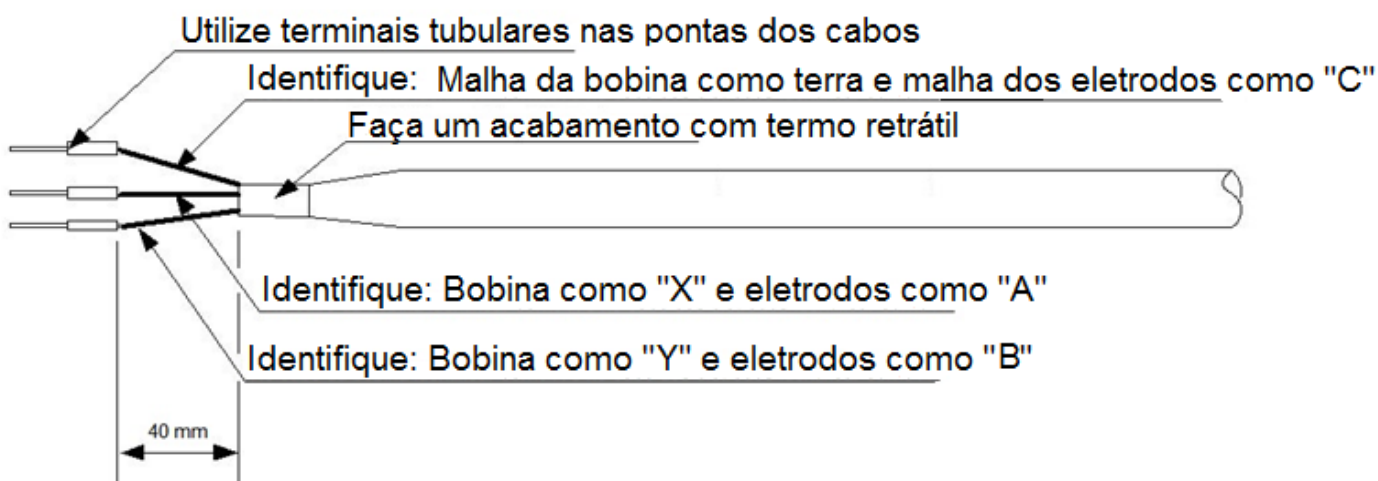 Utilize terminais tubulares nas pontas dos cabos
Identifique: Malha da bobina como terra e malha dos eletrodos como "C"
Faça um acabamento com termo retrátil
Identifique: Bobina como "X" e eletrodos como "A"
Identifique: Bobina como "Y" e eletrodos como "B"
40 mm